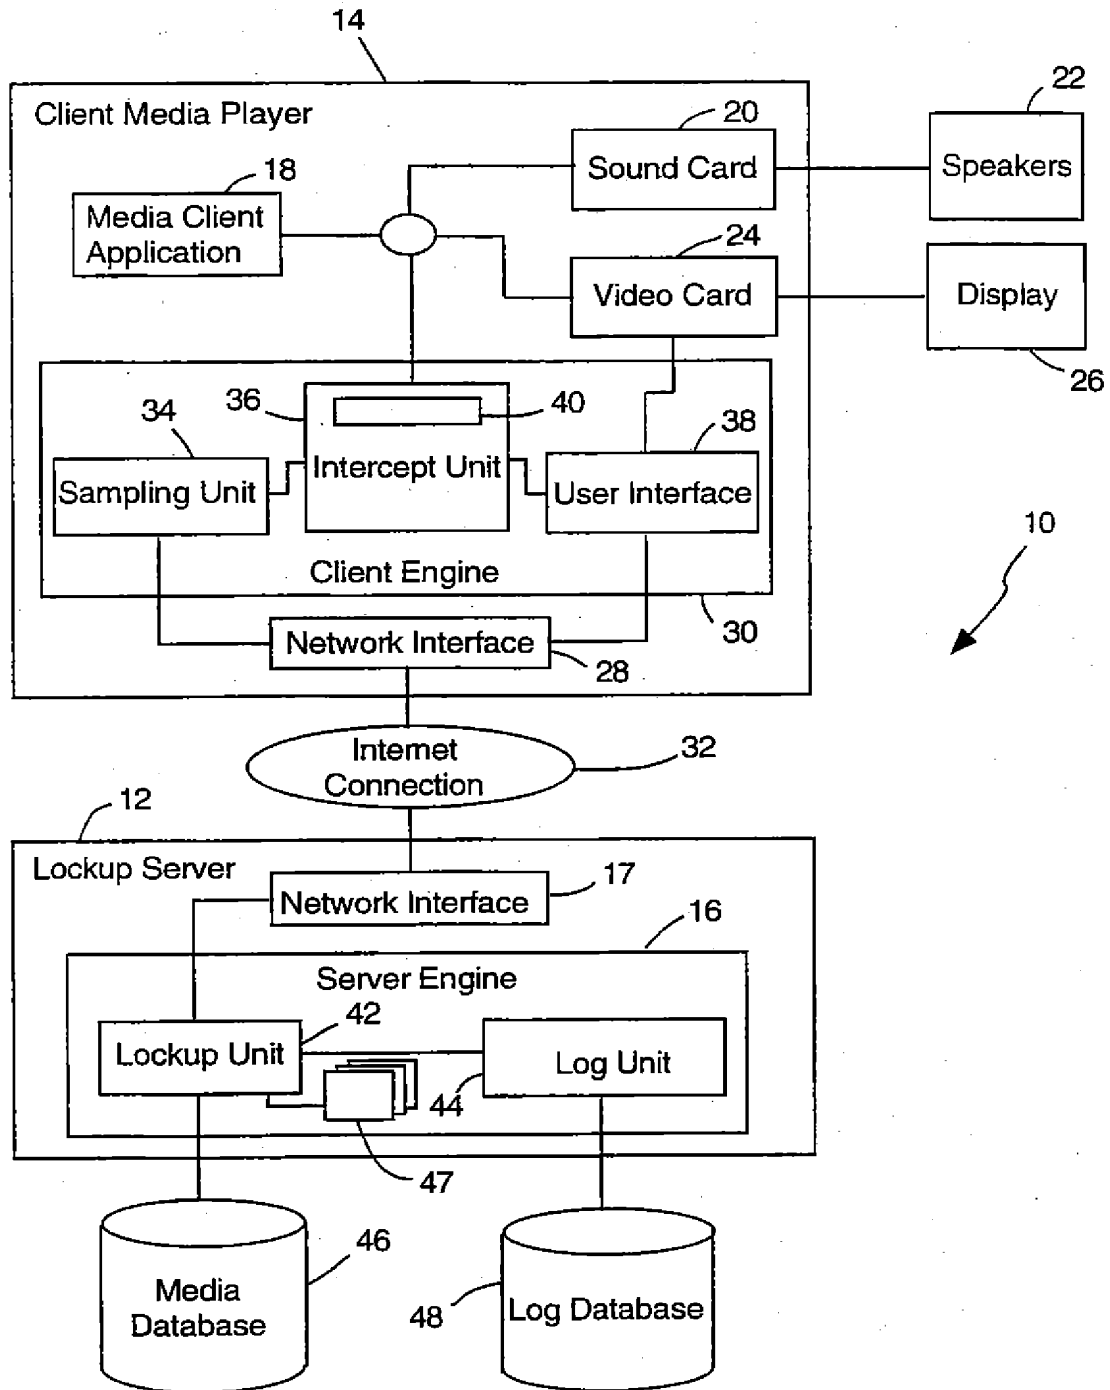 14
Client Media Player
22
20
Sound Card
Speakers
18
Media Client
Application
24
Video Card
Display
26
36
40
34
38
Intercept Unit
Sampling Unit
User Interface
10
Client Engine
30
Network Interface
28
Internet
Connection
32
12
Lockup Server
17
Network Interface
16
Server Engine
42
Lockup Unit
Log Unit
44
47
46
Media
Database
48
Log Database